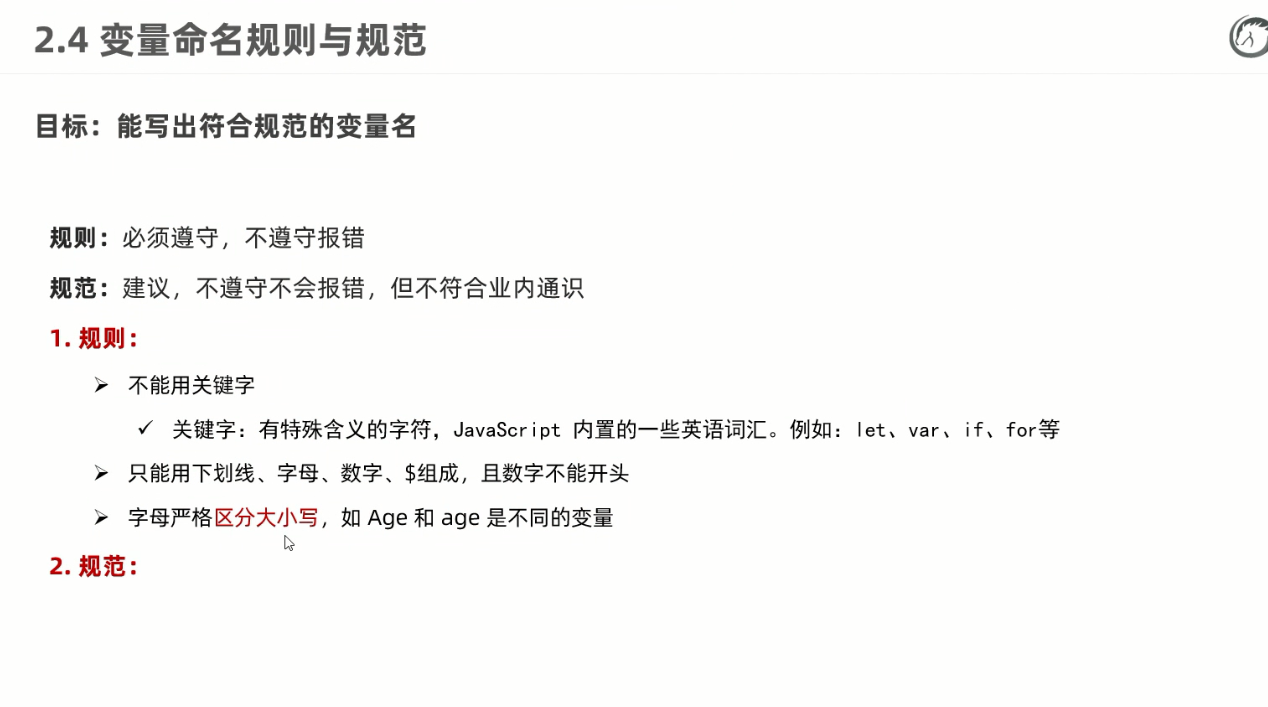 2.4 变量命名规则与规范
目标：能写出符合规范的变量名
规则：必须遵守，不遵守报错
规范：建议，不遵守不会报错，但不符合业内通识
1. 规则：
➢ 不能用关键字
✓ 关键字：有特殊含义的字符，JavaScript 内置的一些英语词汇。例如：let、var、if、for等
➢ 只能用下划线、字母、数字、$组成，且数字不能开头
➢ 字母严格区分大小写，如 Age 和 age 是不同的变量
2. 规范：